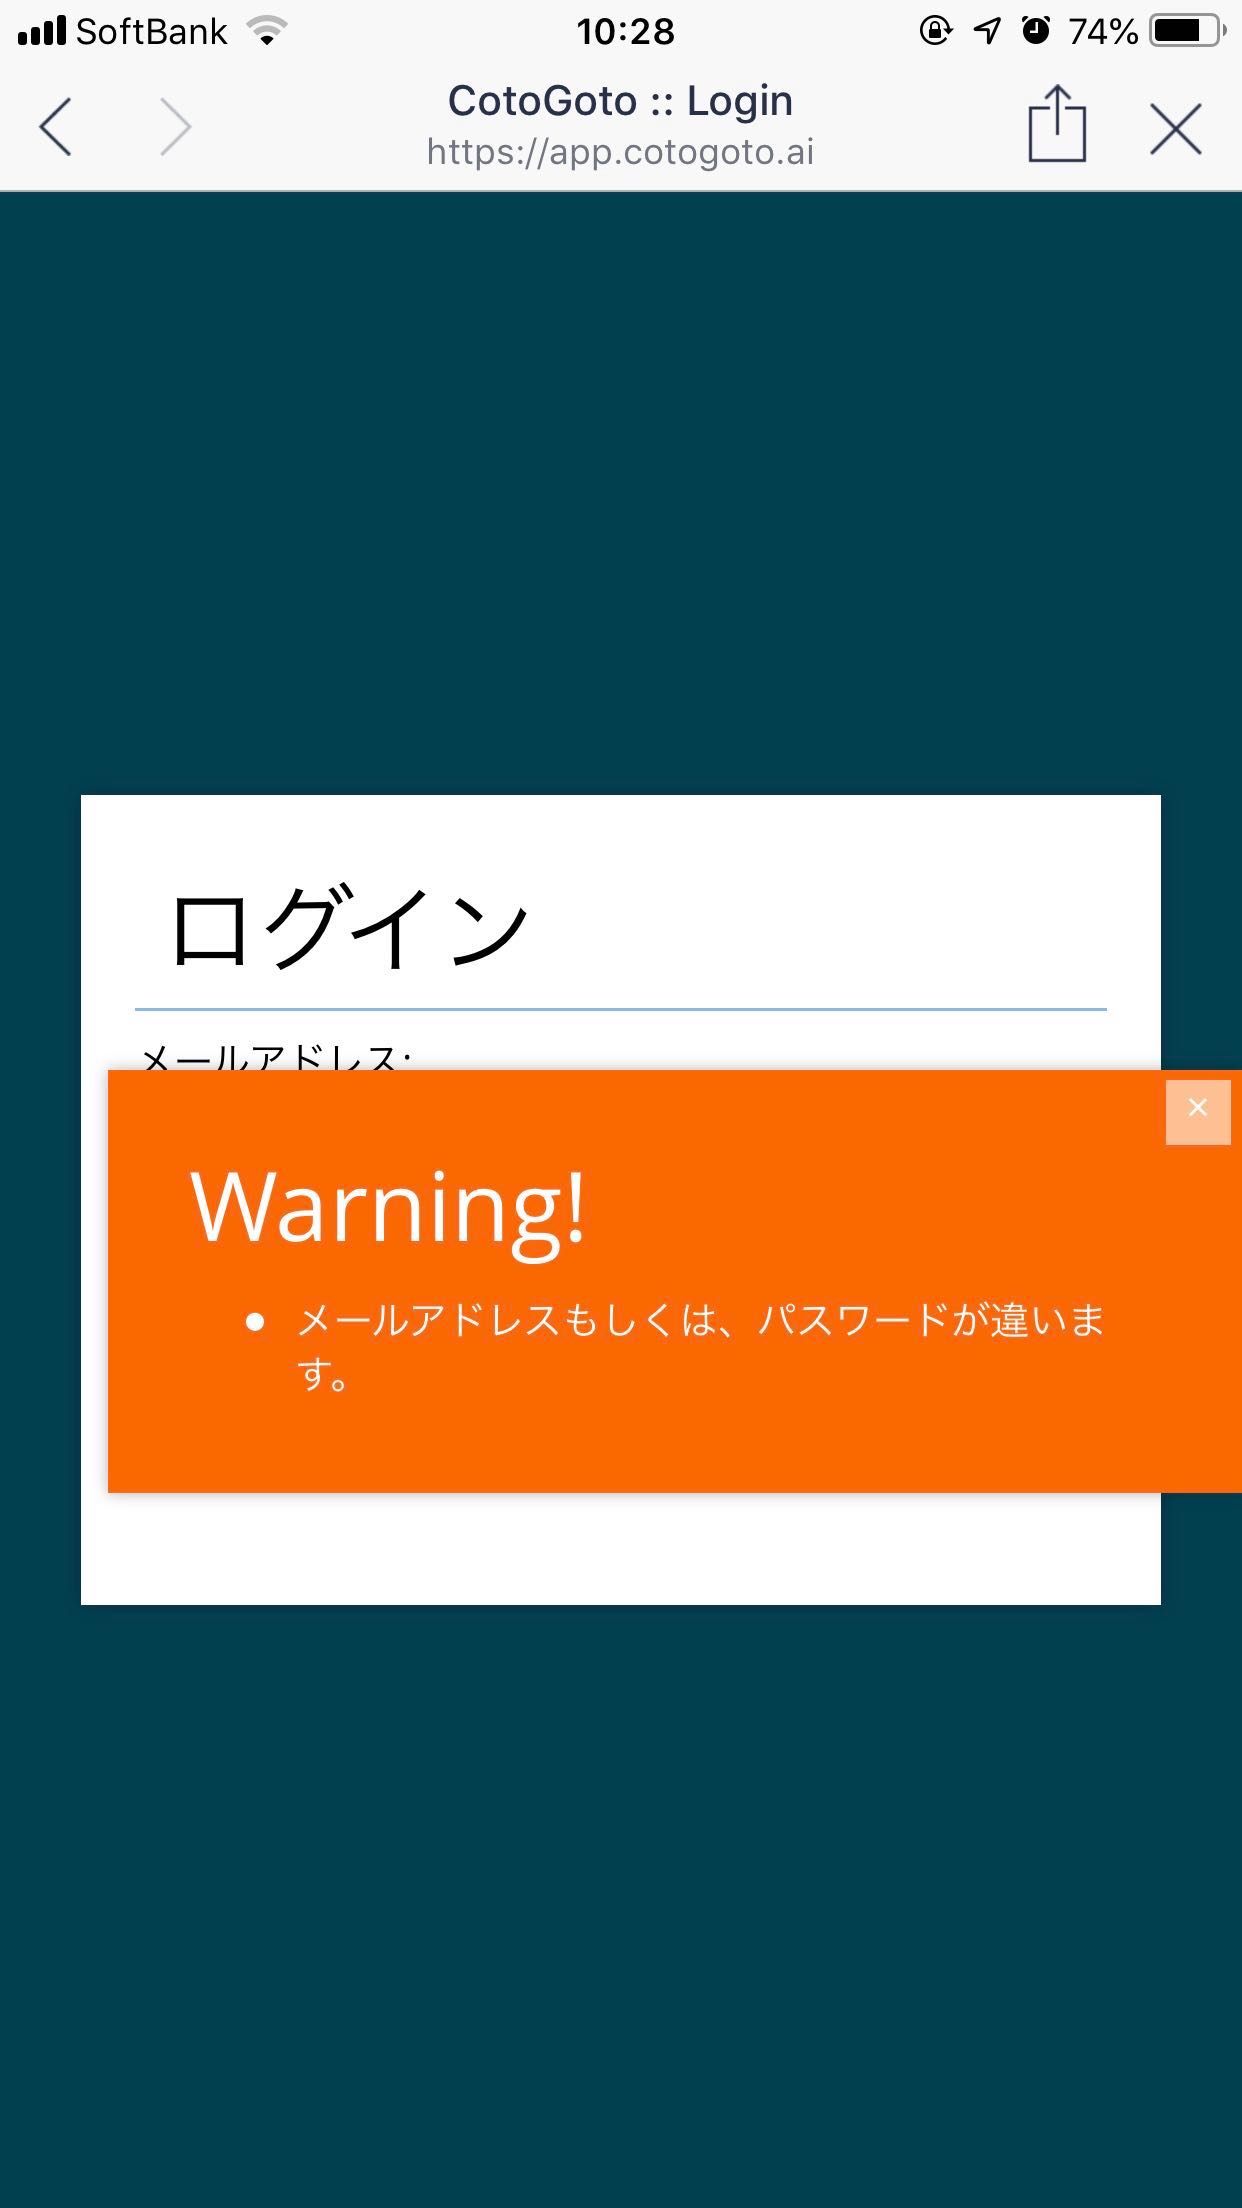 SoftBank 10:28 74%
CotoGoto :: Login
https://app.cotogoto.ai
ログイン
メールアドレス:
×
Warning!
• メールアドレスもしくは、パスワードが違いま
す。